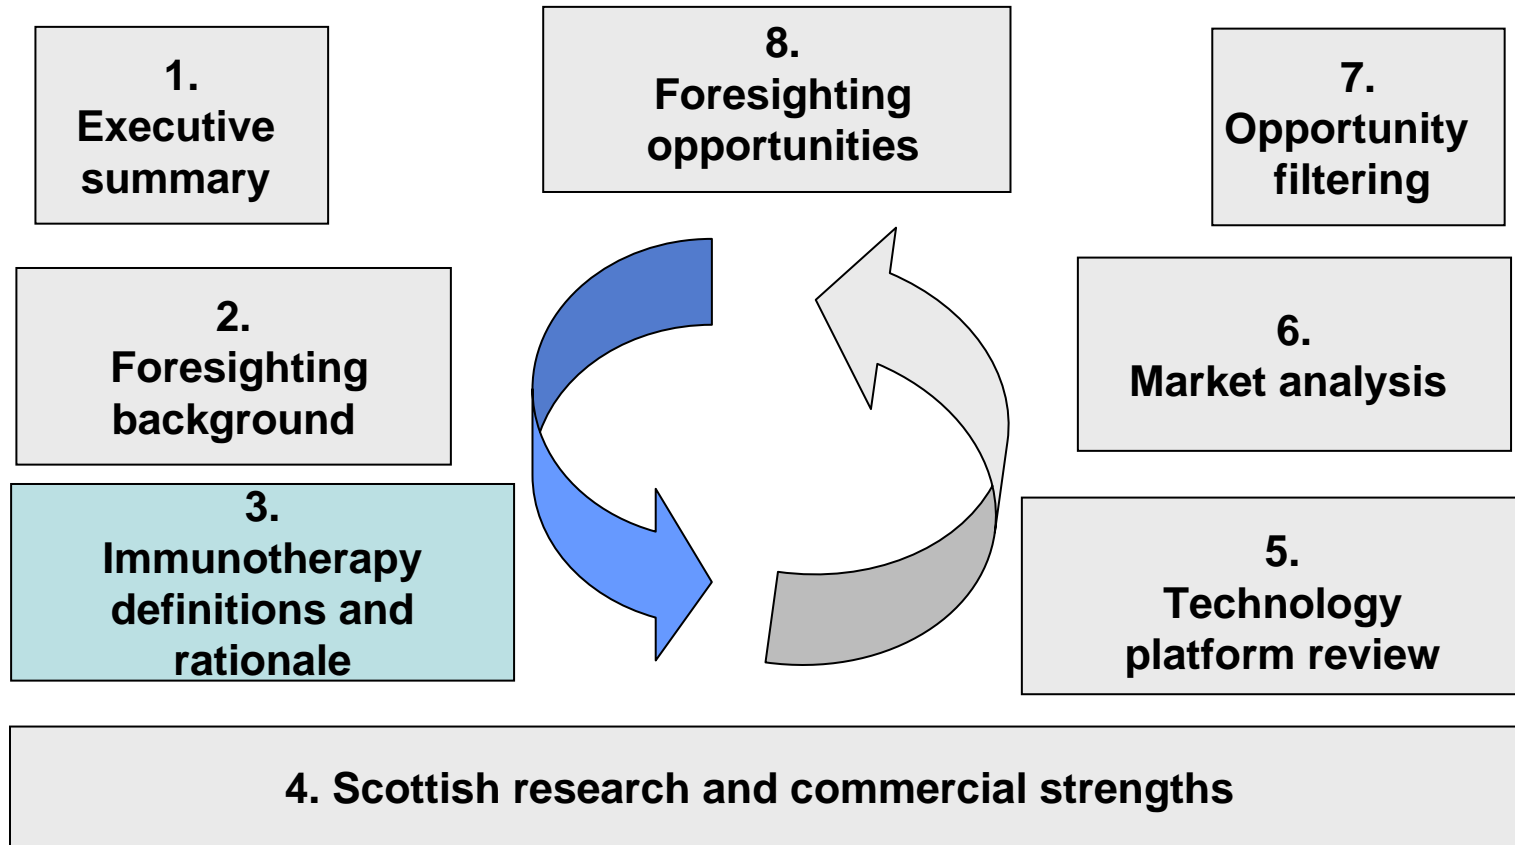 1.
Executive
summary
2.
Foresighting
background
3.
Immunotherapy
definitions and
rationale
4. Scottish research and commercial strengths
5.
Technology
platform review
6.
Market analysis
7.
Opportunity
filtering
8.
Foresighting
opportunities